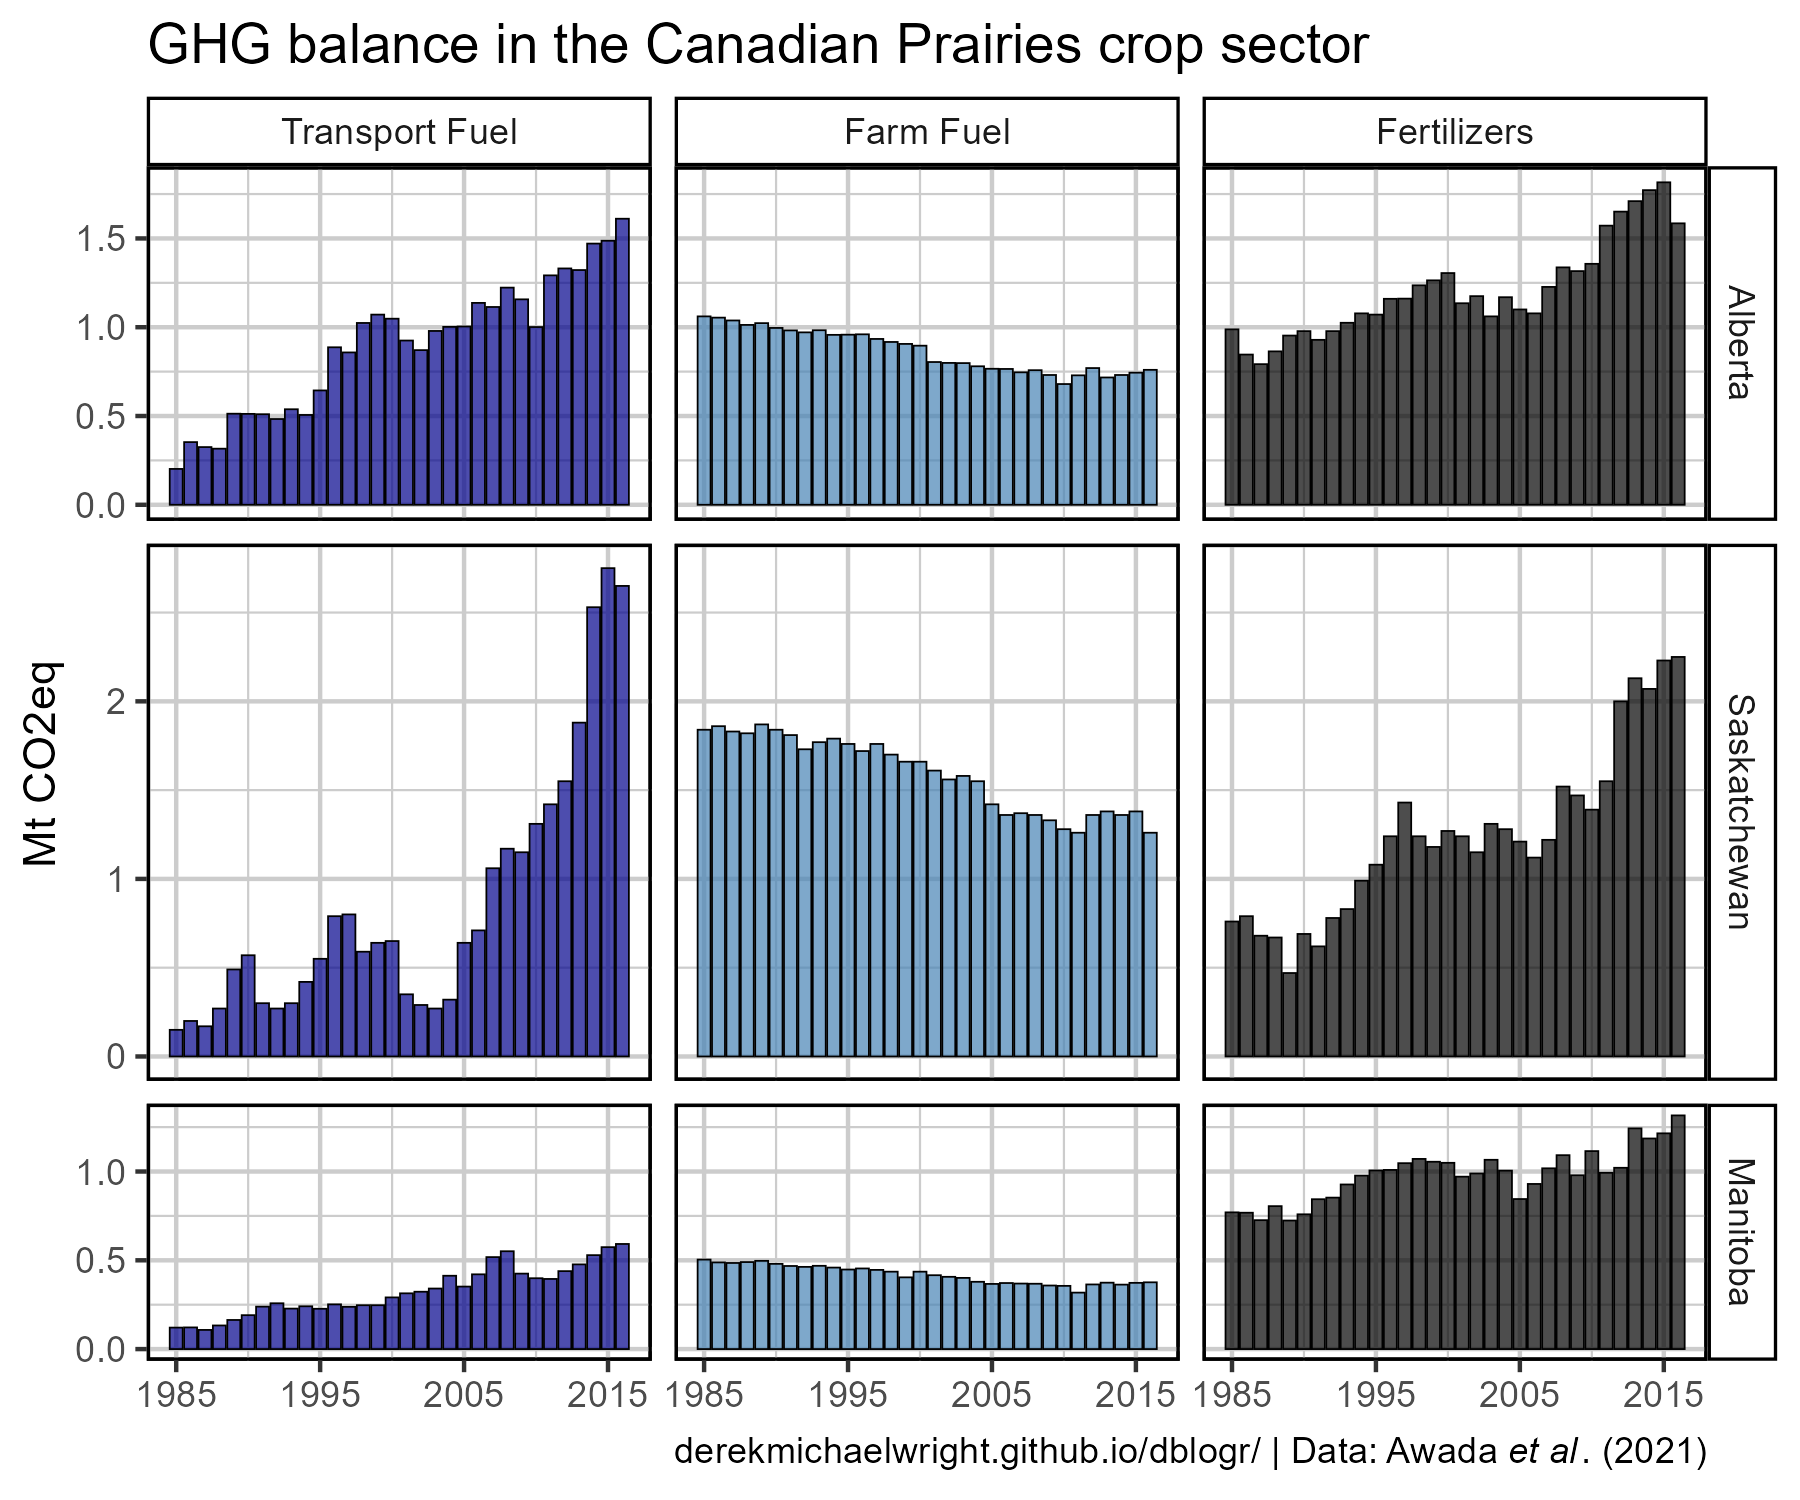 GHG balance in the Canadian Prairies crop sector
Transport Fuel
Farm Fuel
Fertilizers
Mt CO2eq
1.5
1.0
0.5
0.0
Alberta
2
1
0
Saskatchewan
1.0
0.5
0.0
Manitoba
1985 1995 2005 2015
1985 1995 2005 2015
1985 1995 2005 2015
derekmichaelwright.github.io/dblogr/ | Data: Awada et al. (2021)